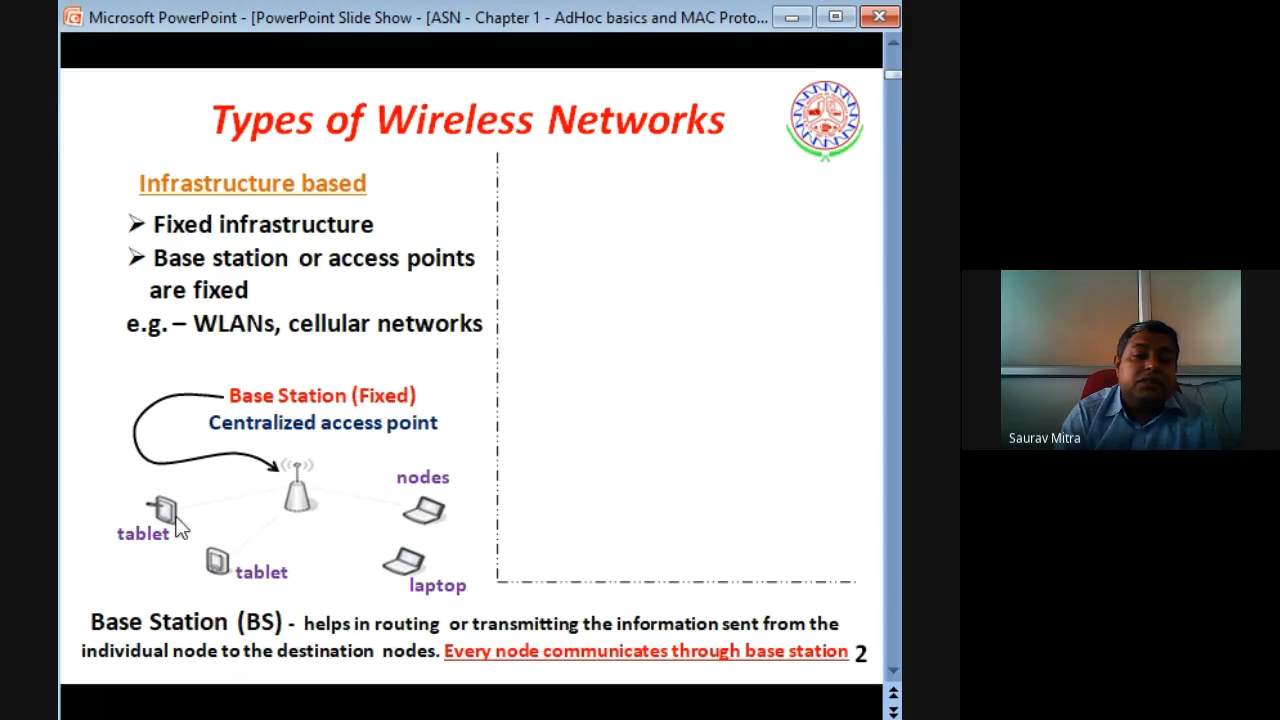 Microsoft PowerPoint - [PowerPoint Slide Show - [ASN - Chapter 1 - AdHoc basics and MAC Proto...
Types of Wireless Networks
Infrastructure based
➢ Fixed infrastructure
➢ Base station or access points
are fixed
e.g. – WLANs, cellular networks
Base Station (Fixed)
Centralized access point
nodes
tablet
tablet
laptop
Base Station (BS) - helps in routing or transmitting the information sent from the
individual node to the destination nodes. Every node communicates through base station 2
Saurav Mitra